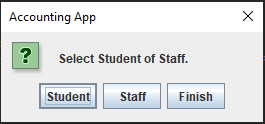 Accounting App
Select Student of Staff.
Student Staff Finish